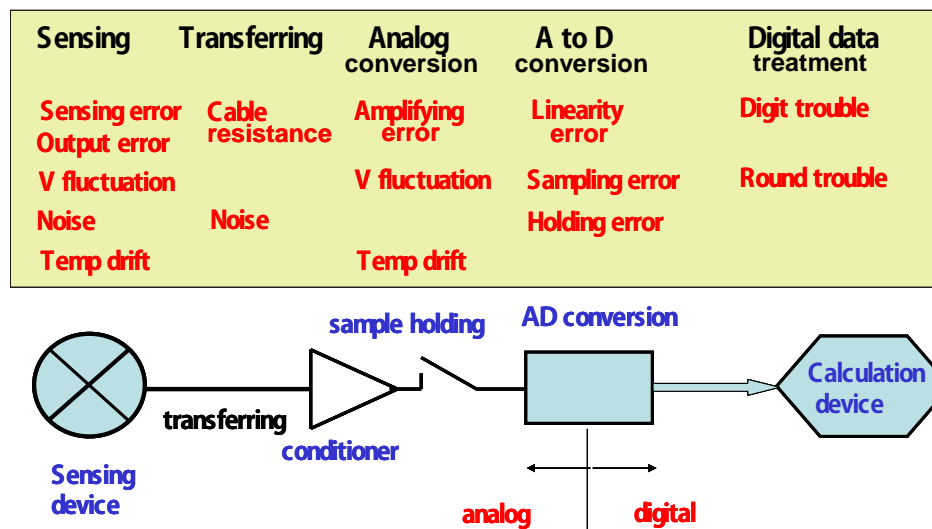 Sensing
Transferring
Analog
conversion
A to D
conversion
Digital data
treatment
Sensing error
Output error
V fluctuation
Noise
Temp drift
Cable
resistance
Noise
Amplifying
error
V fluctuation
Temp drift
Linearity
error
Sampling error
Holding error
Digit trouble
Round trouble
sample holding
AD conversion
Calculation
device
transferring
conditioner
Sensing
device
analog
digital